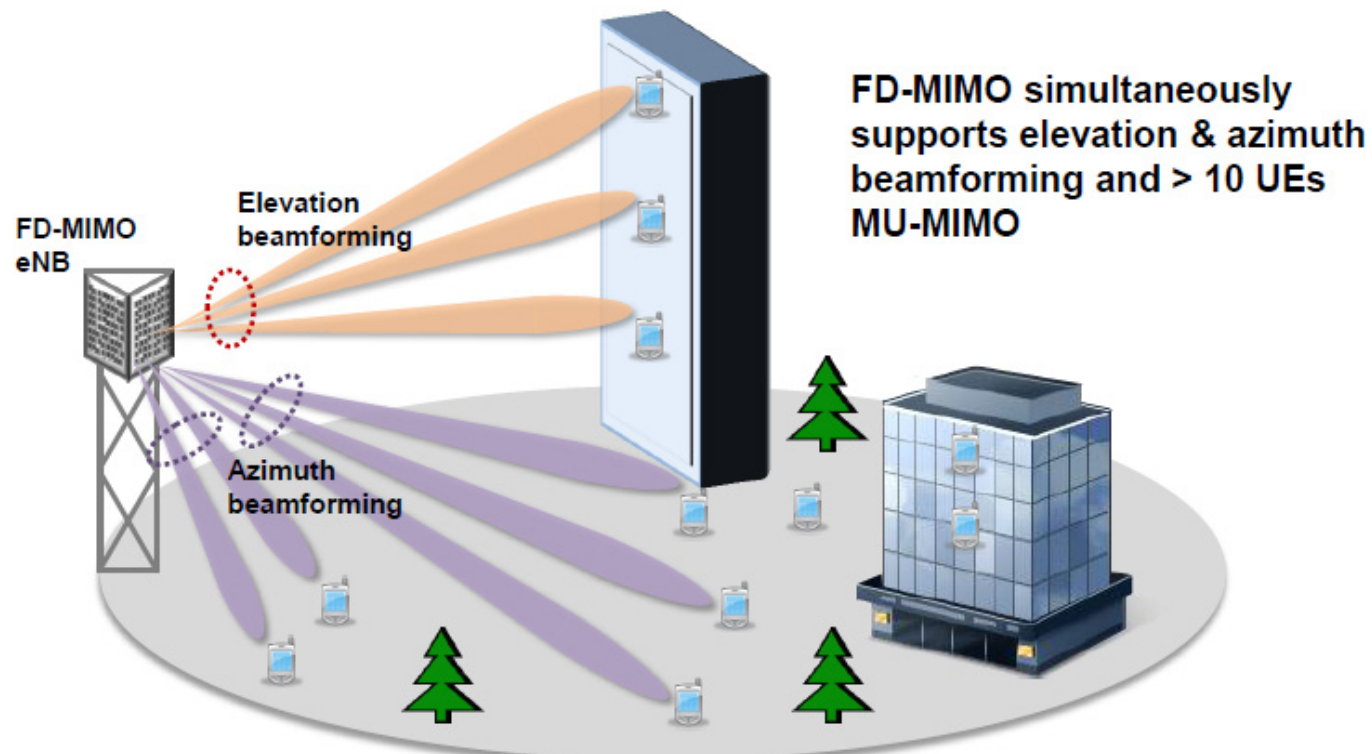 FD-MIMO simultaneously
supports elevation & azimuth
beamforming and > 10 UEs
MU-MIMO
Elevation
beamforming
FD-MIMO
eNB
Azimuth
beamforming